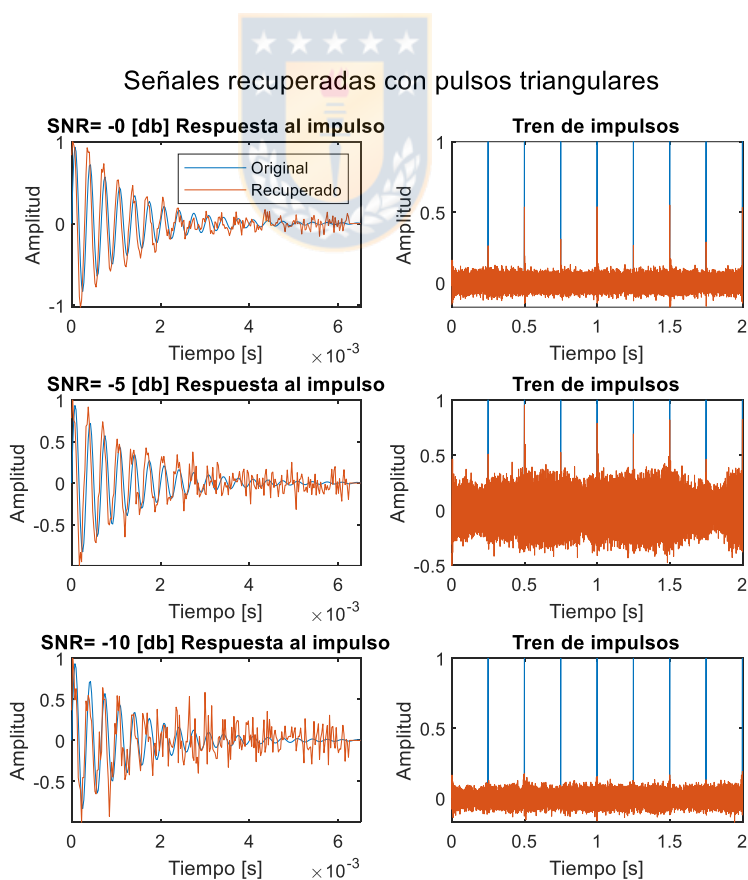 Señales recuperadas con pulsos triangulares
SNR= -0 [db] Respuesta al impulso
Amplitud
1
0
-1
Original
Recuperado
0 2 4 6
Tiempo [s] ×10-3
Tren de impulsos
Amplitud
1
0.5
0
0 0.5 1 1.5 2
Tiempo [s]
SNR= -5 [db] Respuesta al impulso
Amplitud
1
0.5
0
-0.5
0 2 4 6
Tiempo [s] ×10-3
Tren de impulsos
Amplitud
1
0.5
0
-0.5
0 0.5 1 1.5 2
Tiempo [s]
SNR= -10 [db] Respuesta al impulso
Amplitud
1
0.5
0
-0.5
0 2 4 6
Tiempo [s] ×10-3
Tren de impulsos
Amplitud
1
0.5
0
0 0.5 1 1.5 2
Tiempo [s]